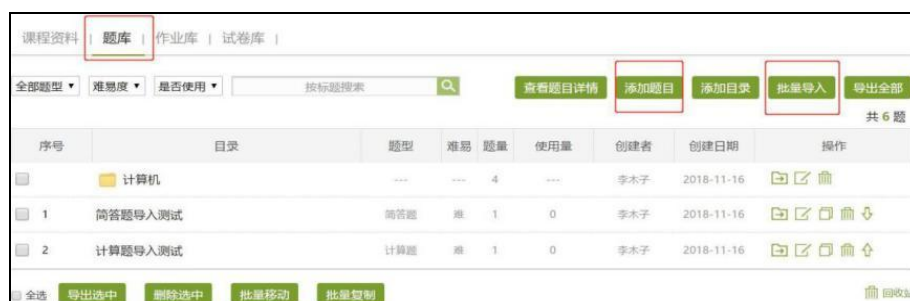 课程资料 | 题库 | 作业库 | 试卷库 |
全部题型 ▼ 难易度 ▼ 是否使用 ▼ 按标题搜索 查看题目详情 添加题目 添加目录 批量导入 导出全部
共 6 题
序号 目录 题型 难易 题量 使用量 创建者 创建日期 操作
计算机 --- --- 4 --- 李木子 2018-11-16
1 简答题导入测试 简答题 难 1 0 李木子 2018-11-16
2 计算题导入测试 计算题 难 1 0 李木子 2018-11-16
全选 导出选中 删除选中 批量移动 批量复制 回收站